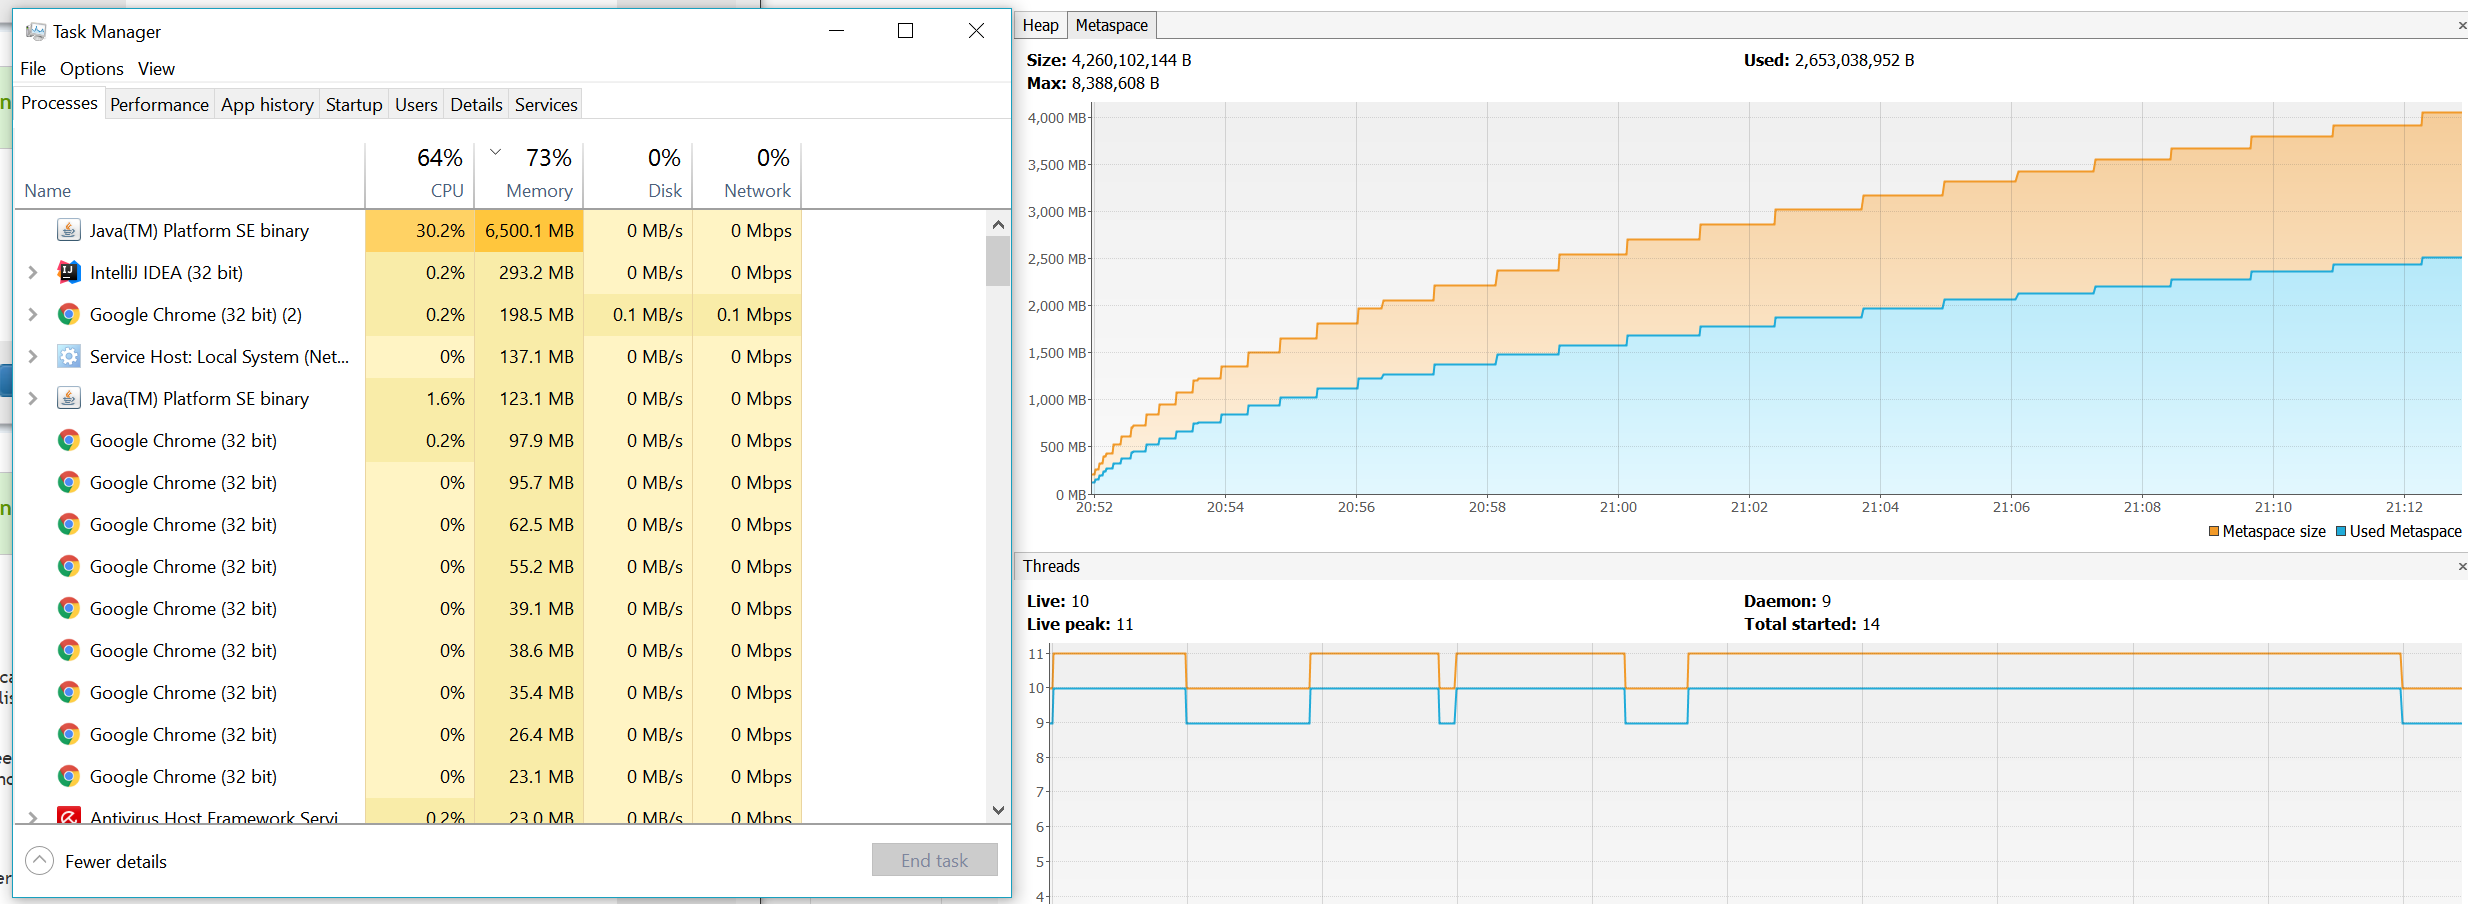 Task Manager
File Options View
Processes Performance App history Startup Users Details Services
64% 73% 0% 0%
Name CPU Memory Disk Network
Java(TM) Platform SE binary 30.2% 6,500.1 MB 0 MB/s 0 Mbps
IntelliJ IDEA (32 bit) 0.2% 293.2 MB 0 MB/s 0 Mbps
Google Chrome (32 bit) (2) 0.2% 198.5 MB 0.1 MB/s 0.1 Mbps
Service Host: Local System (Net... 0% 137.1 MB 0 MB/s 0 Mbps
Java(TM) Platform SE binary 1.6% 123.1 MB 0 MB/s 0 Mbps
Google Chrome (32 bit) 0.2% 97.9 MB 0 MB/s 0 Mbps
Google Chrome (32 bit) 0% 95.7 MB 0 MB/s 0 Mbps
Google Chrome (32 bit) 0% 62.5 MB 0 MB/s 0 Mbps
Google Chrome (32 bit) 0% 55.2 MB 0 MB/s 0 Mbps
Google Chrome (32 bit) 0% 39.1 MB 0 MB/s 0 Mbps
Google Chrome (32 bit) 0% 38.6 MB 0 MB/s 0 Mbps
Google Chrome (32 bit) 0% 35.4 MB 0 MB/s 0 Mbps
Google Chrome (32 bit) 0% 26.4 MB 0 MB/s 0 Mbps
Google Chrome (32 bit) 0% 23.1 MB 0 MB/s 0 Mbps
Antivirus Host Framework Servi 0.2% 23.0 MB 0 MB/s 0 Mbps
Fewer details End task
Heap Metaspace
Size: 4,260,102,144 B Used: 2,653,038,952 B
Max: 8,388,608 B
4,000 MB
3,500 MB
3,000 MB
2,500 MB
2,000 MB
1,500 MB
1,000 MB
500 MB
0 MB
20:52 20:54 20:56 20:58 21:00 21:02 21:04 21:06 21:08 21:10 21:12
Metaspace size Used Metaspace
Threads
Live: 10 Daemon: 9
Live peak: 11 Total started: 14
11
10
9
8
7
6
5
4